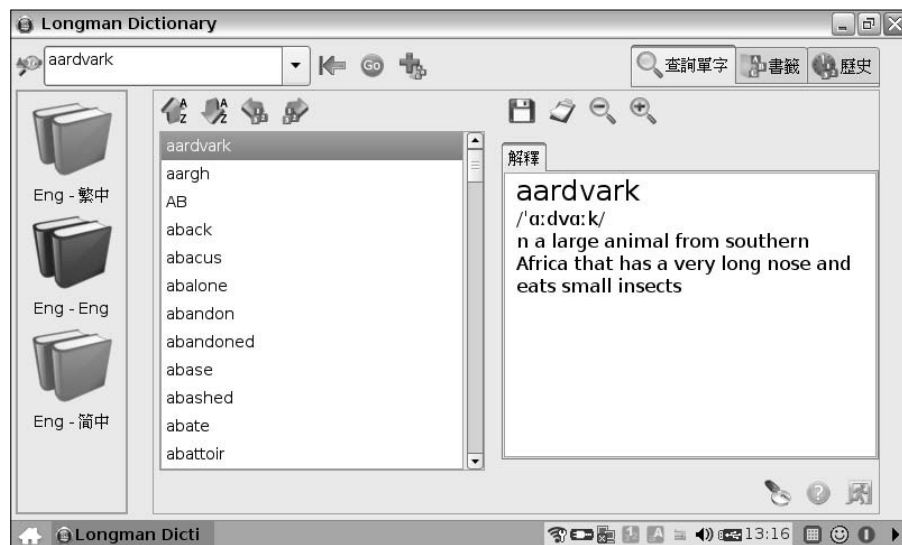 Longman Dictionary
aardvark
Go
查詢單字
書籤
歷史
Eng - 繁中
Eng - Eng
Eng - 简中
A
Z
A
Z
aardvark
aargh
AB
aback
abacus
abalone
abandon
abandoned
abase
abashed
abate
abattoir
解釋
aardvark
/ˈɑːdvɑːk/
n a large animal from southern
Africa that has a very long nose and
eats small insects
Longman Dicti
13:16